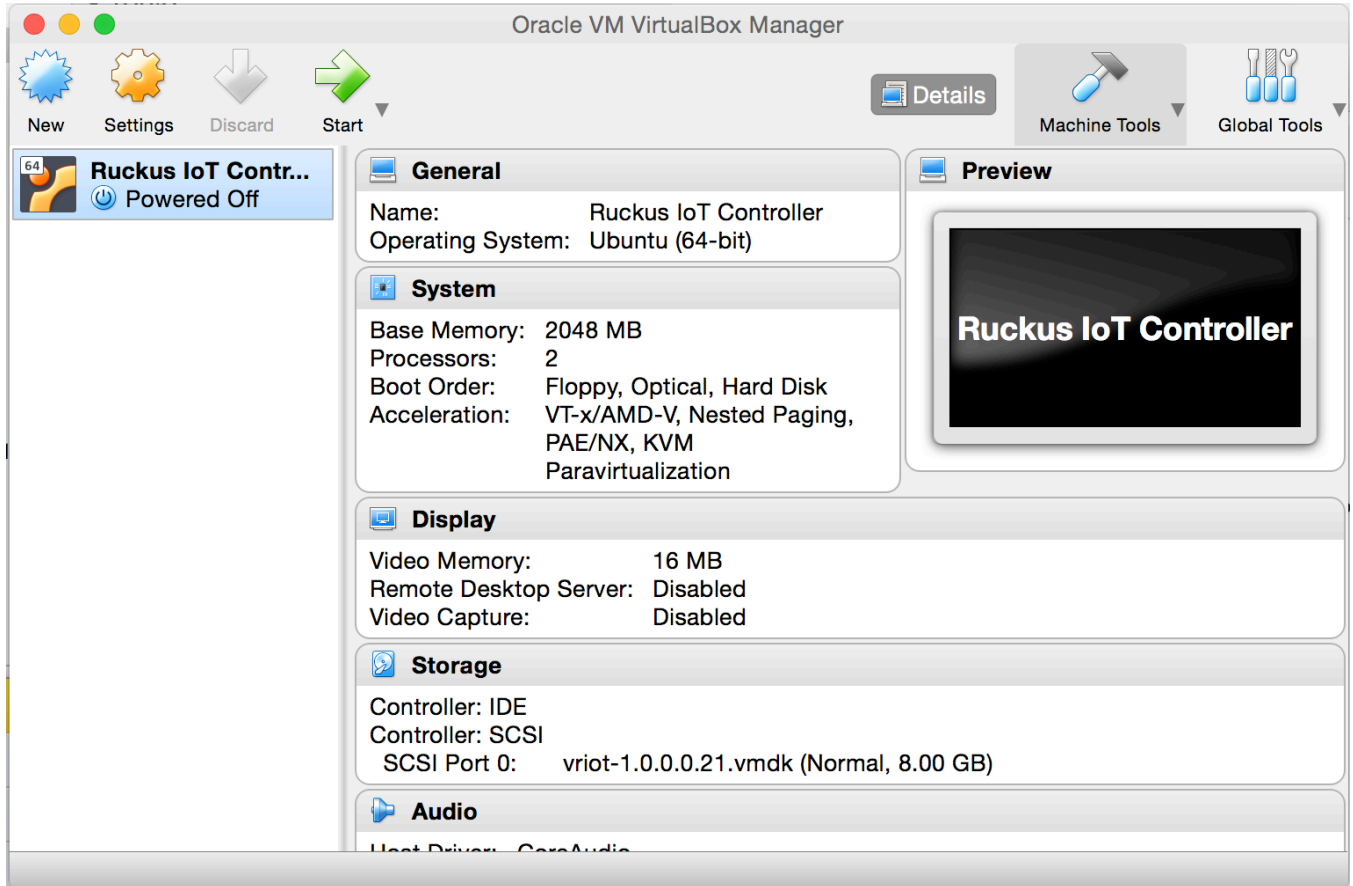 Oracle VM VirtualBox Manager
New
Settings
Discard
Start
Details
Machine Tools
Global Tools
64
Ruckus IoT Contr...
Powered Off
General
Name: Ruckus IoT Controller
Operating System: Ubuntu (64-bit)
Preview
Ruckus IoT Controller
System
Base Memory: 2048 MB
Processors: 2
Boot Order: Floppy, Optical, Hard Disk
Acceleration: VT-x/AMD-V, Nested Paging,
PAE/NX, KVM
Paravirtualization
Display
Video Memory: 16 MB
Remote Desktop Server: Disabled
Video Capture: Disabled
Storage
Controller: IDE
Controller: SCSI
SCSI Port 0: vriot-1.0.0.0.21.vmdk (Normal, 8.00 GB)
Audio
Host Driver: CoreAudio